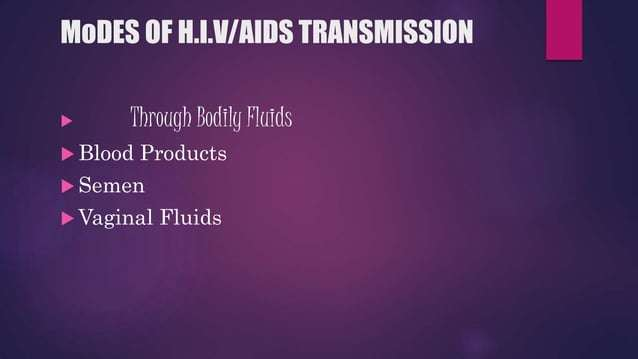 MoDES OF H.I.V/AIDS TRANSMISSION
Through Bodily Fluids
Blood Products
Semen
Vaginal Fluids